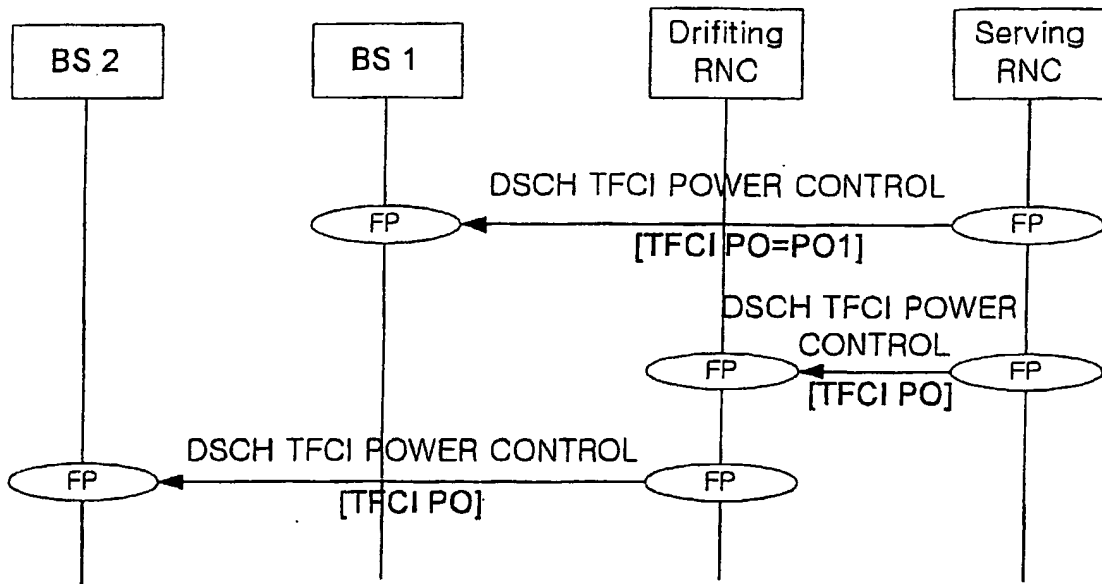 BS 2
BS 1
Drifiting
RNC
Serving
RNC
DSCH TFCI POWER CONTROL
FP
FP
[TFCI PO=PO1]
DSCH TFCI POWER
CONTROL
FP
FP
[TFCI PO]
DSCH TFCI POWER CONTROL
FP
FP
[TFCI PO]